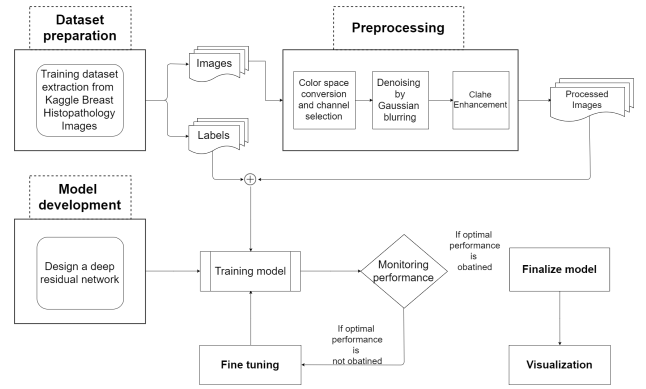 Dataset
preparation
Preprocessing
Training dataset
extraction from
Kaggle Breast
Histopathology
Images
Images
Labels
Color space
conversion
and channel
selection
Denoising
by
Gaussian
blurring
Clahe
Enhancement
Processed
Images
Model
development
Design a deep
residual network
Training model
Monitoring
performance
If optimal
performance
is
obatined
Finalize model
If optimal
performance
is
not obatined
Fine tuning
Visualization